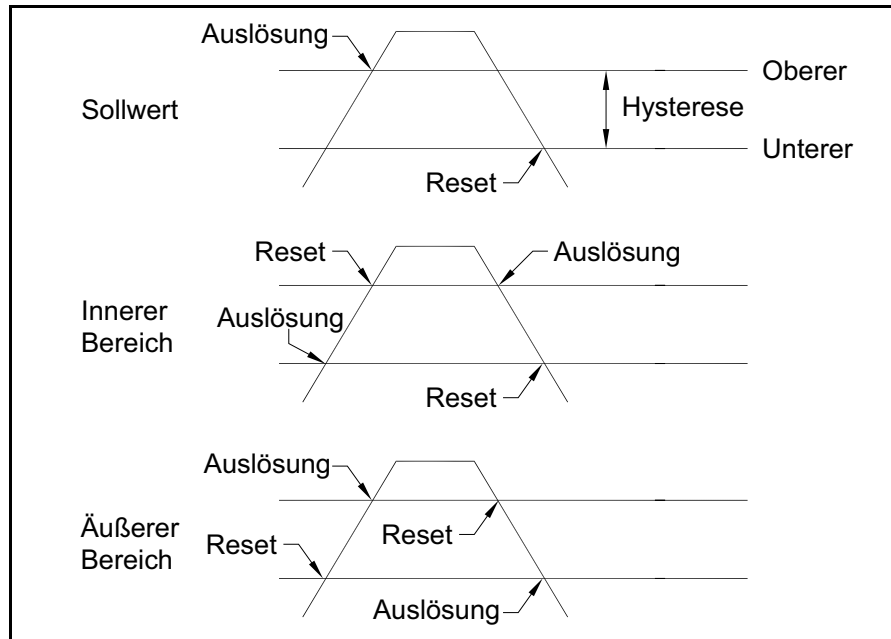 Auslösung
Oberer
Sollwert
Hysterese
Unterer
Reset
Reset
Auslösung
Innerer
Bereich
Auslösung
Reset
Auslösung
Äußerer
Bereich
Reset
Reset
Auslösung